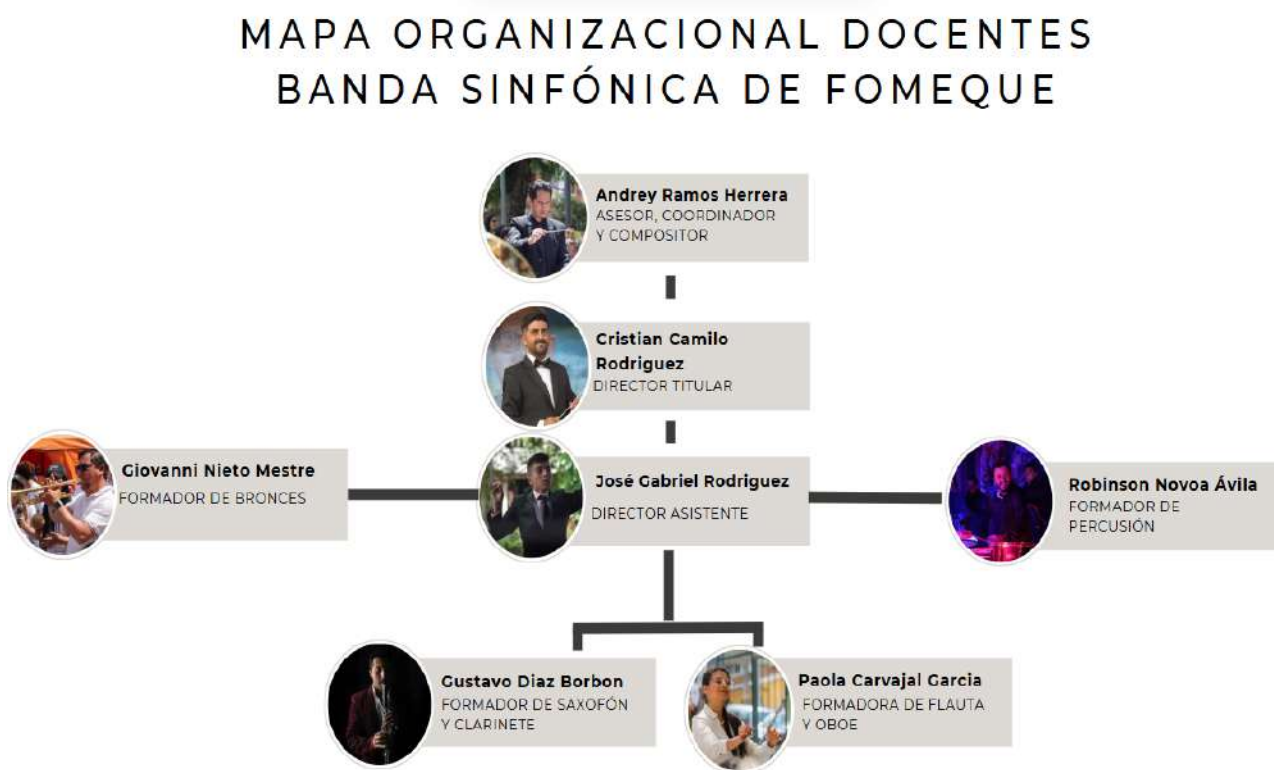 MAPA ORGANIZACIONAL DOCENTES
BANDA SINFÓNICA DE FOMEQUE
Andrey Ramos Herrera
ASESOR, COORDINADOR
Y COMPOSITOR
Cristian Camilo
Rodriguez
DIRECTOR TITULAR
Giovanni Nieto Mestre
FORMADOR DE BRONCES
José Gabriel Rodriguez
DIRECTOR ASISTENTE
Robinson Novoa Ávila
FORMADOR DE
PERCUSIÓN
Gustavo Diaz Borbon
FORMADOR DE SAXOFÓN
Y CLARINETE
Paola Carvajal Garcia
FORMADORA DE FLAUTA
Y OBOE